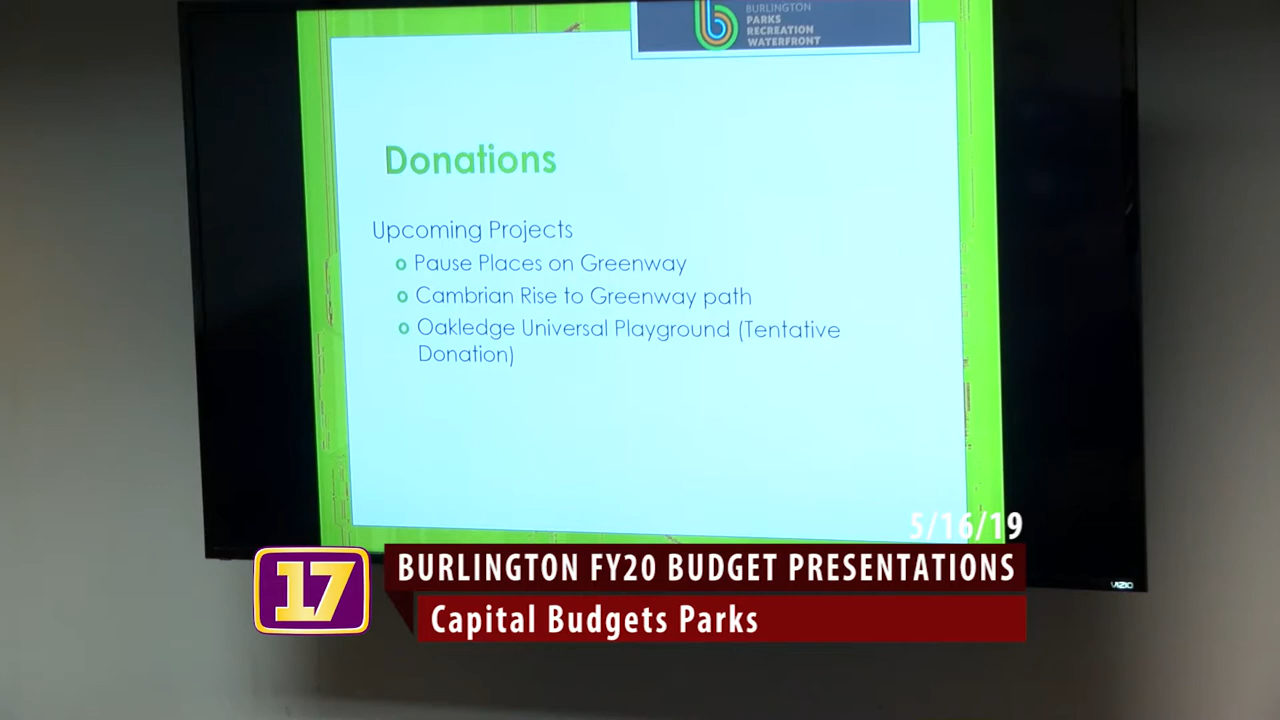 BURLINGTON
PARKS
RECREATION
WATERFRONT
Donations
Upcoming Projects
o Pause Places on Greenway
o Cambrian Rise to Greenway path
o Oakledge Universal Playground (Tentative
Donation)
5/16/19
17
BURLINGTON FY20 BUDGET PRESENTATIONS
Capital Budgets Parks
VIZIO